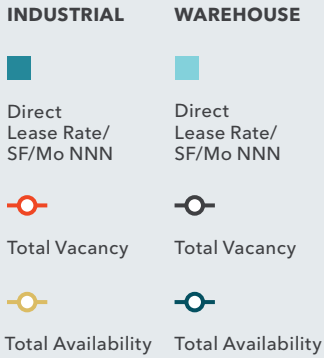 INDUSTRIAL
Direct
Lease Rate/
SF/Mo NNN
Total Vacancy
Total Availability
WAREHOUSE
Direct
Lease Rate/
SF/Mo NNN
Total Vacancy
Total Availability